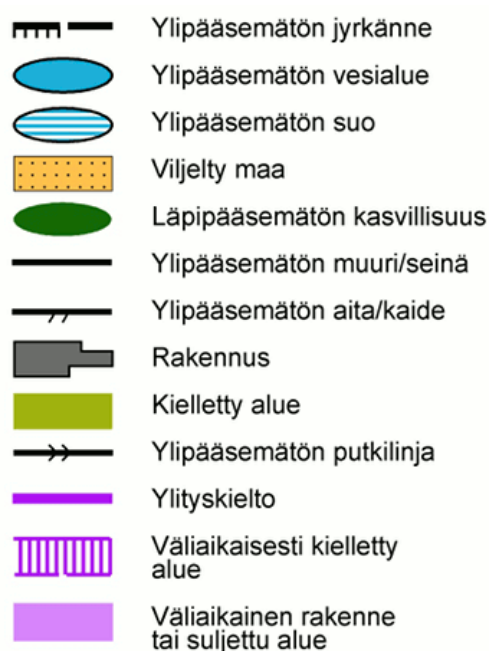 Ylipääsemätön jyrkänne
Ylipääsemätön vesialue
Ylipääsemätön suo
Viljelty maa
Läpipääsemätön kasvillisuus
Ylipääsemätön muuri/seinä
Ylipääsemätön aita/kaide
Rakennus
Kielletty alue
Ylipääsemätön putkilinja
Ylityskielto
Väliaikaisesti kielletty
alue
Väliaikainen rakenne
tai suljettu alue